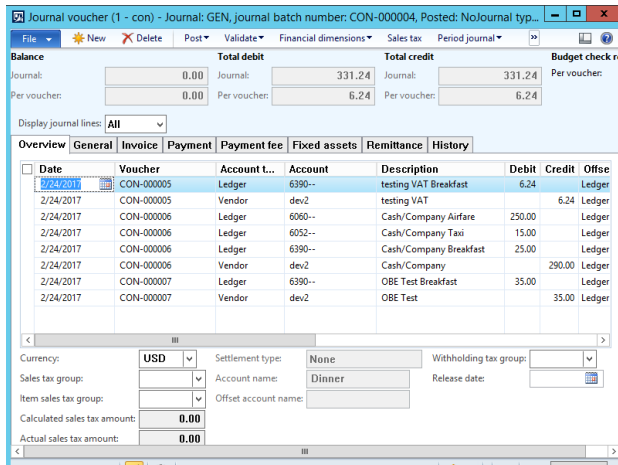 Journal voucher (1 - con) - Journal: GEN, journal batch number: CON-000004, Posted: NoJournal typ...
File New Delete Post Validate Financial dimensions Sales tax Period journal »
Balance Total debit Total credit Budget check r
Journal: 0.00 Journal: 331.24 Journal: 331.24 Per voucher:
Per voucher: 0.00 Per voucher: 6.24 Per voucher: 6.24
Display journal lines: All
Overview General Invoice Payment Payment fee Fixed assets Remittance History
Date Voucher Account t... Account Description Debit Credit Offse
2/24/2017 CON-000005 Ledger 6390-- testing VAT Breakfast 6.24 Ledger
2/24/2017 CON-000005 Vendor dev2 testing VAT 6.24 Ledger
2/24/2017 CON-000006 Ledger 6060-- Cash/Company Airfare 250.00 Ledger
2/24/2017 CON-000006 Ledger 6052-- Cash/Company Taxi 15.00 Ledger
2/24/2017 CON-000006 Ledger 6390-- Cash/Company Breakfast 25.00 Ledger
2/24/2017 CON-000006 Vendor dev2 Cash/Company 290.00 Ledger
2/24/2017 CON-000007 Ledger 6390-- OBE Test Breakfast 35.00 Ledger
2/24/2017 CON-000007 Vendor dev2 OBE Test 35.00 Ledger
Currency: USD Settlement type: None Withholding tax group:
Sales tax group: Account name: Dinner Release date:
Item sales tax group: Offset account name:
Calculated sales tax amount: 0.00
Actual sales tax amount: 0.00